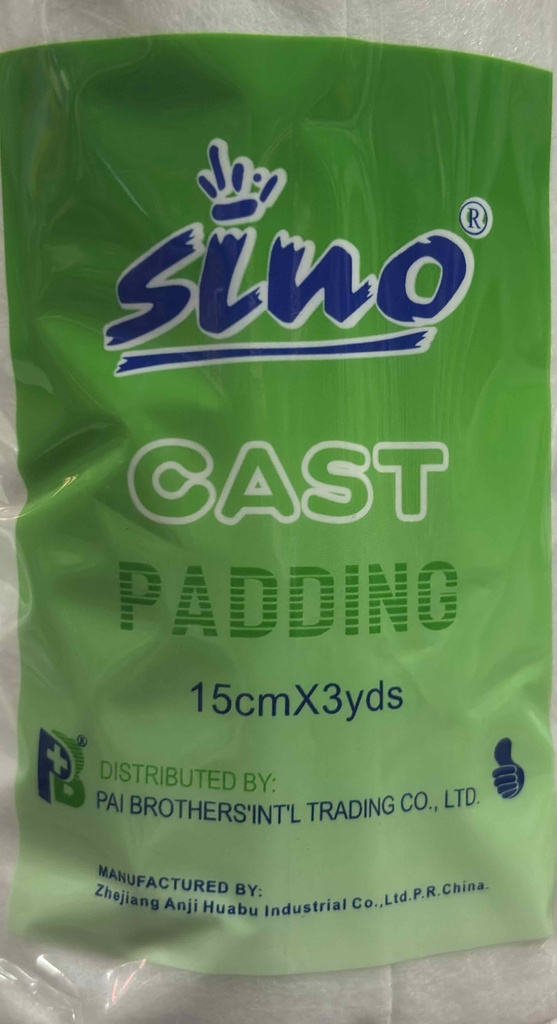 Sino®
CAST
PADDING
15cmX3yds
PB®
DISTRIBUTED BY:
PAI BROTHERS'INT'L TRADING CO., LTD.
MANUFACTURED BY:
Zhejiang Anji Huabu Industrial Co.,Ltd.P.R.China.